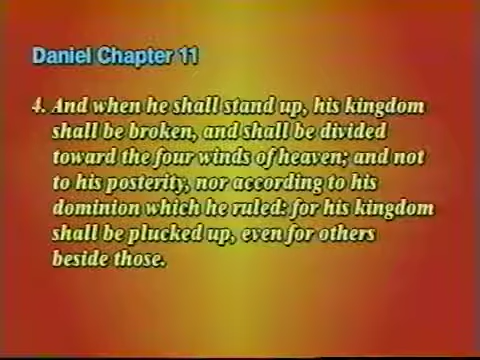 Daniel Chapter 11
4. And when he shall stand up, his kingdom
shall be broken, and shall be divided
toward the four winds of heaven; and not
to his posterity, nor according to his
dominion which he ruled: for his kingdom
shall be plucked up, even for others
beside those.